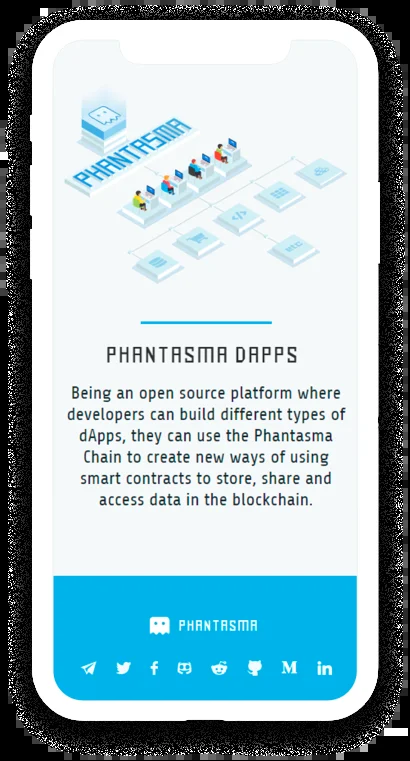 PHANTASMA
PHANTASMA DAPPS
Being an open source platform where
developers can build different types of
dApps, they can use the Phantasma
Chain to create new ways of using
smart contracts to store, share and
access data in the blockchain.
PHANTASMA